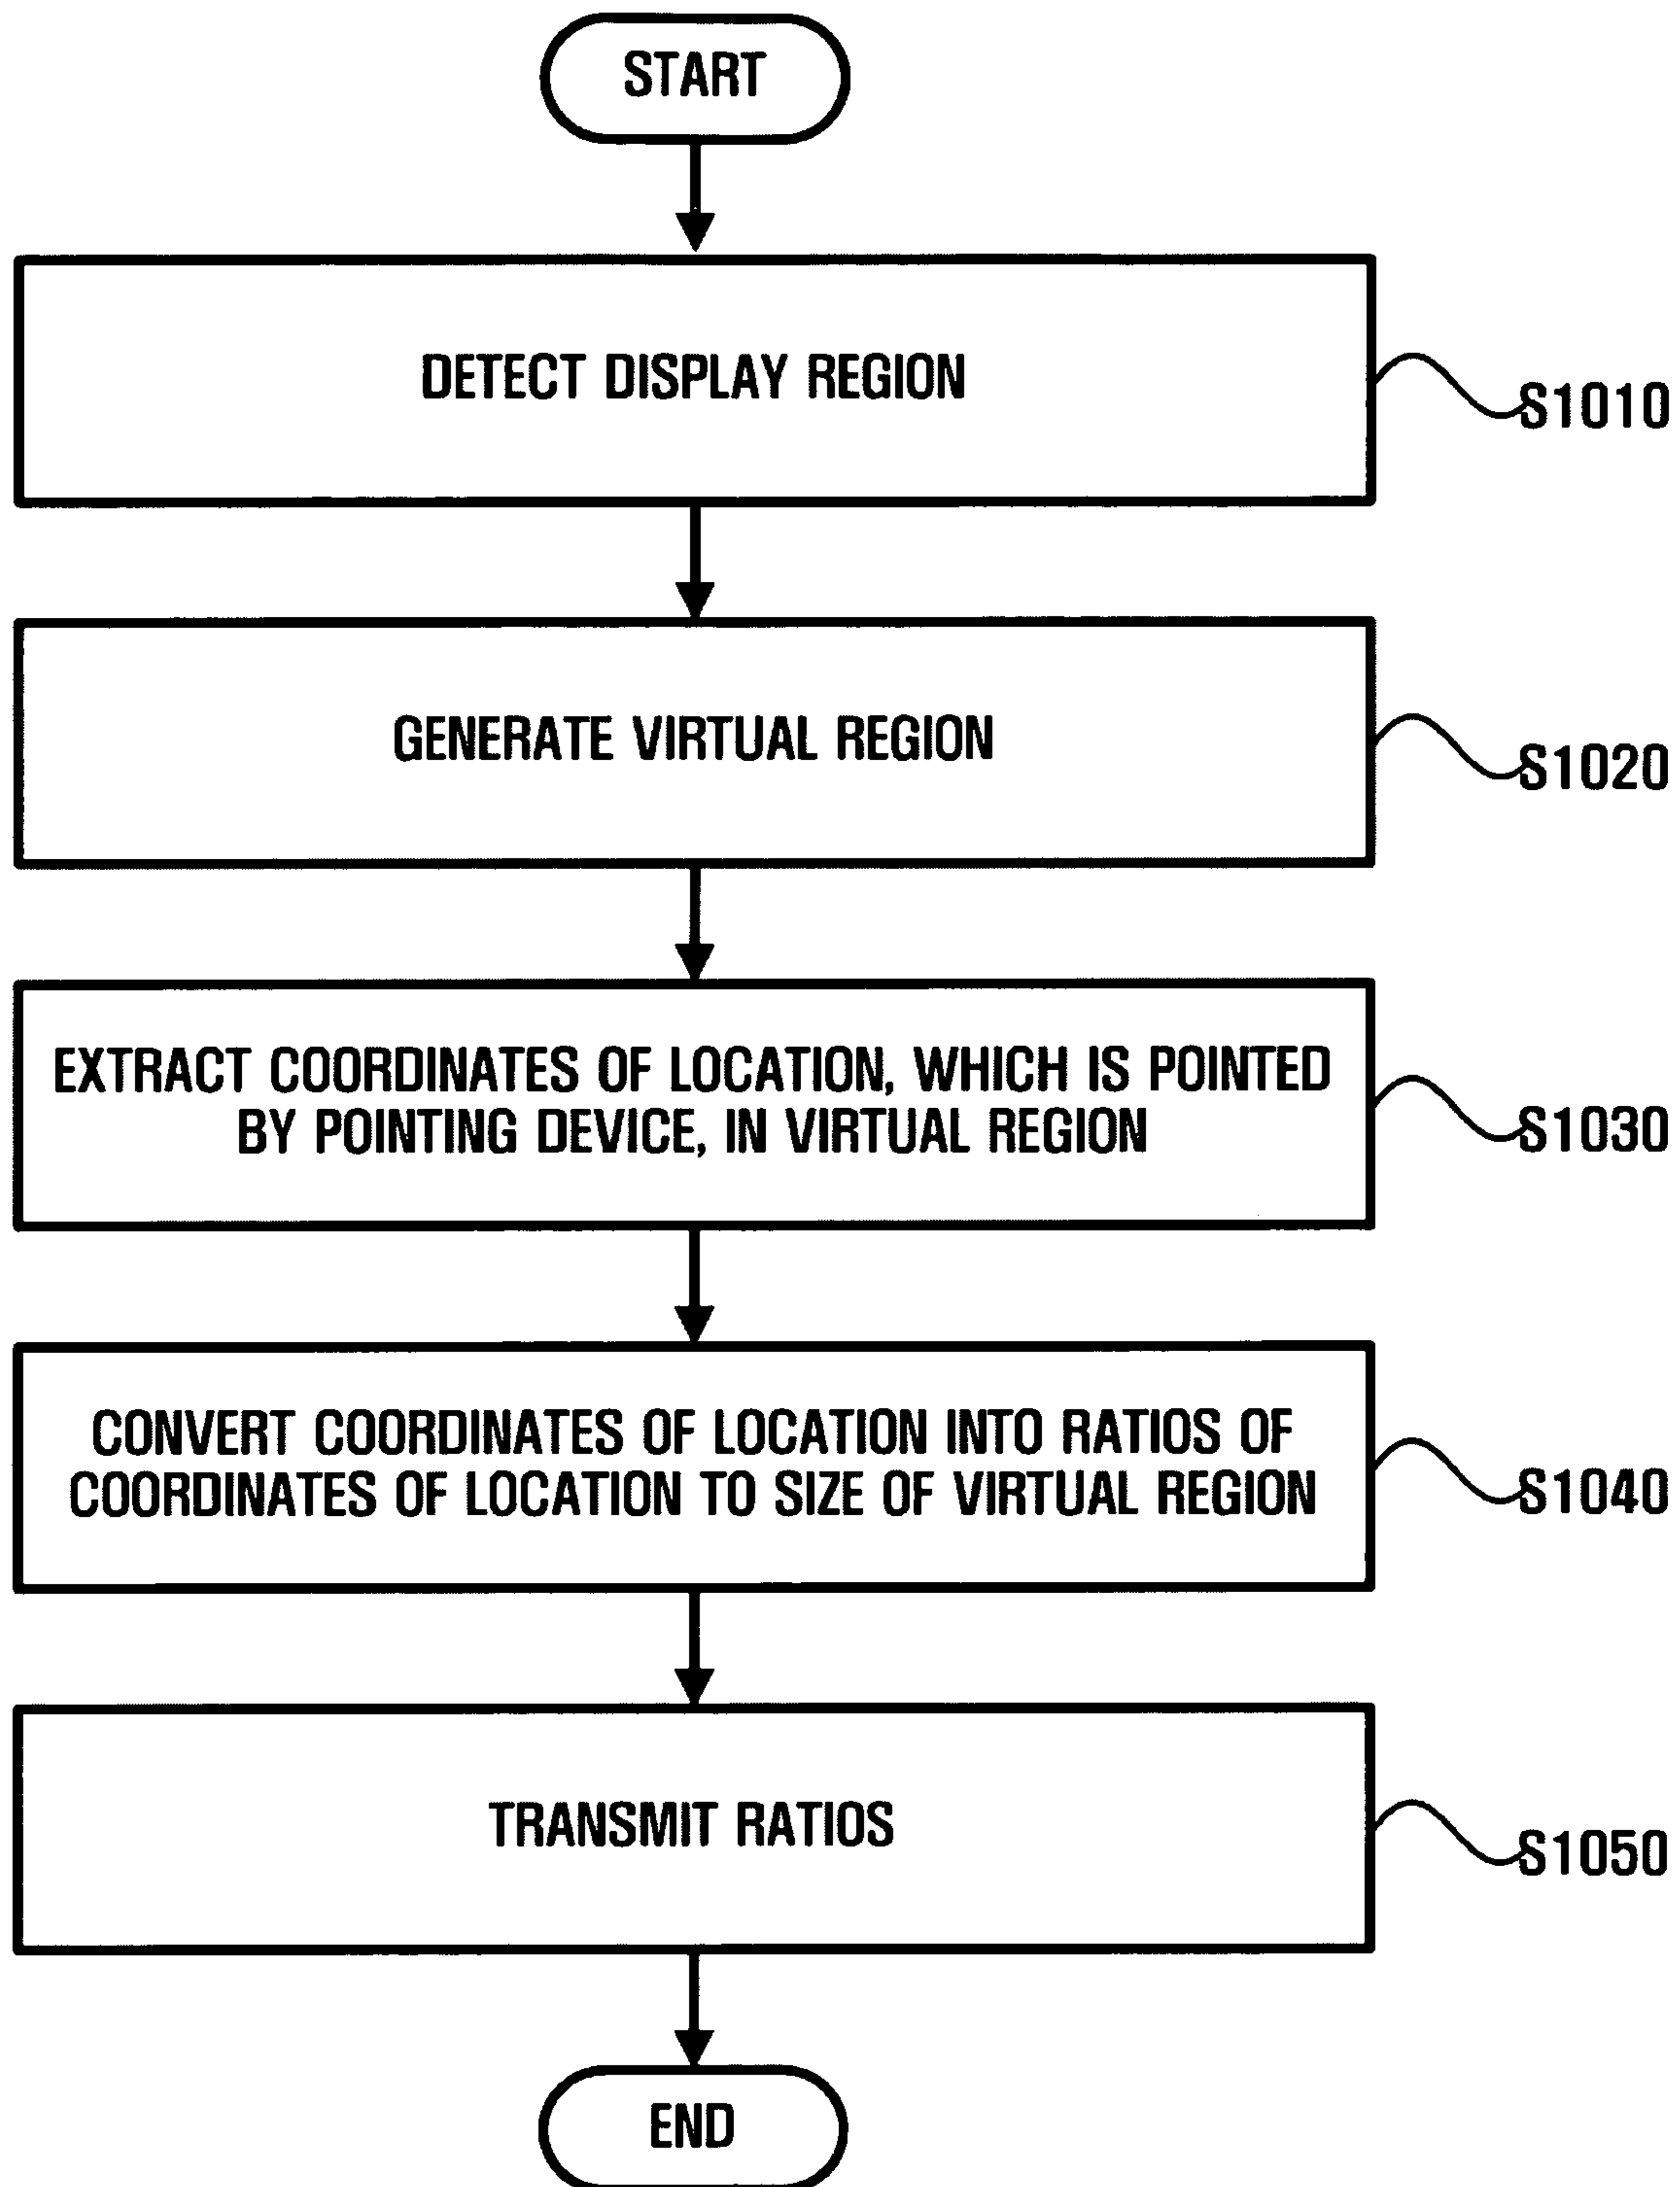 START
DETECT DISPLAY REGION
S1010
GENERATE VIRTUAL REGION
S1020
EXTRACT COORDINATES OF LOCATION, WHICH IS POINTED
BY POINTING DEVICE, IN VIRTUAL REGION
S1030
CONVERT COORDINATES OF LOCATION INTO RATIOS OF
COORDINATES OF LOCATION TO SIZE OF VIRTUAL REGION
S1040
TRANSMIT RATIOS
S1050
END